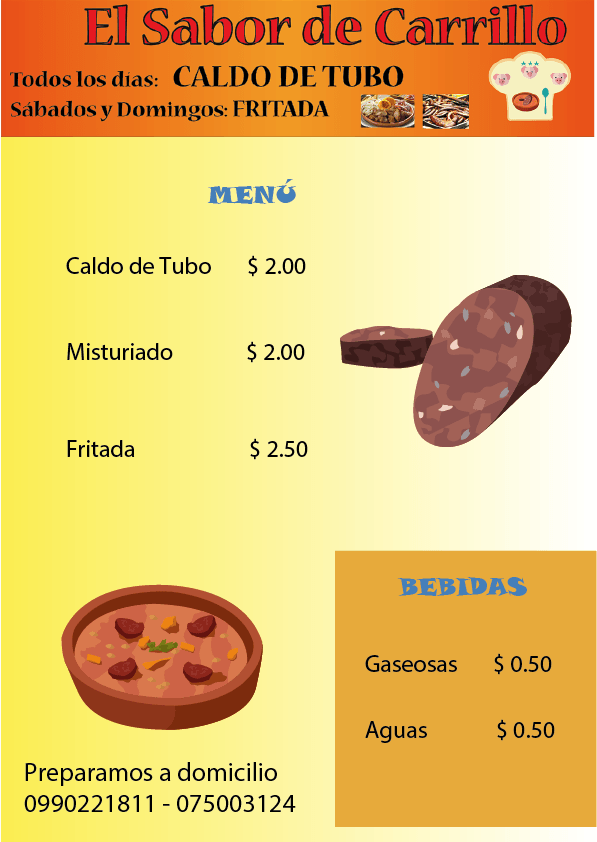 El Sabor de Carrillo
Todos los días: CALDO DE TUBO
Sábados y Domingos: FRITADA
MENÚ
Caldo de Tubo $ 2.00
Misturiado $ 2.00
Fritada $ 2.50
BEBIDAS
Gaseosas $ 0.50
Aguas $ 0.50
Preparamos a domicilio
0990221811 - 075003124